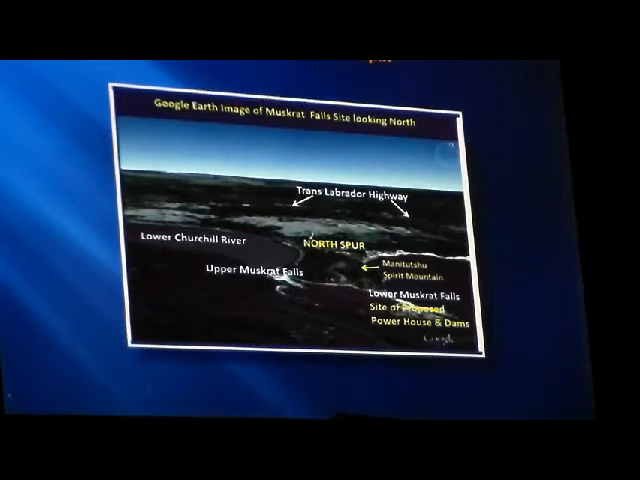 Google Earth Image of Muskrat Falls Site looking North
Trans Labrador Highway
Lower Churchill River
NORTH SPUR
Upper Muskrat Falls
Manitutshu
Spirit Mountain
Lower Muskrat Falls
Site of Proposed
Power House & Dams
Google